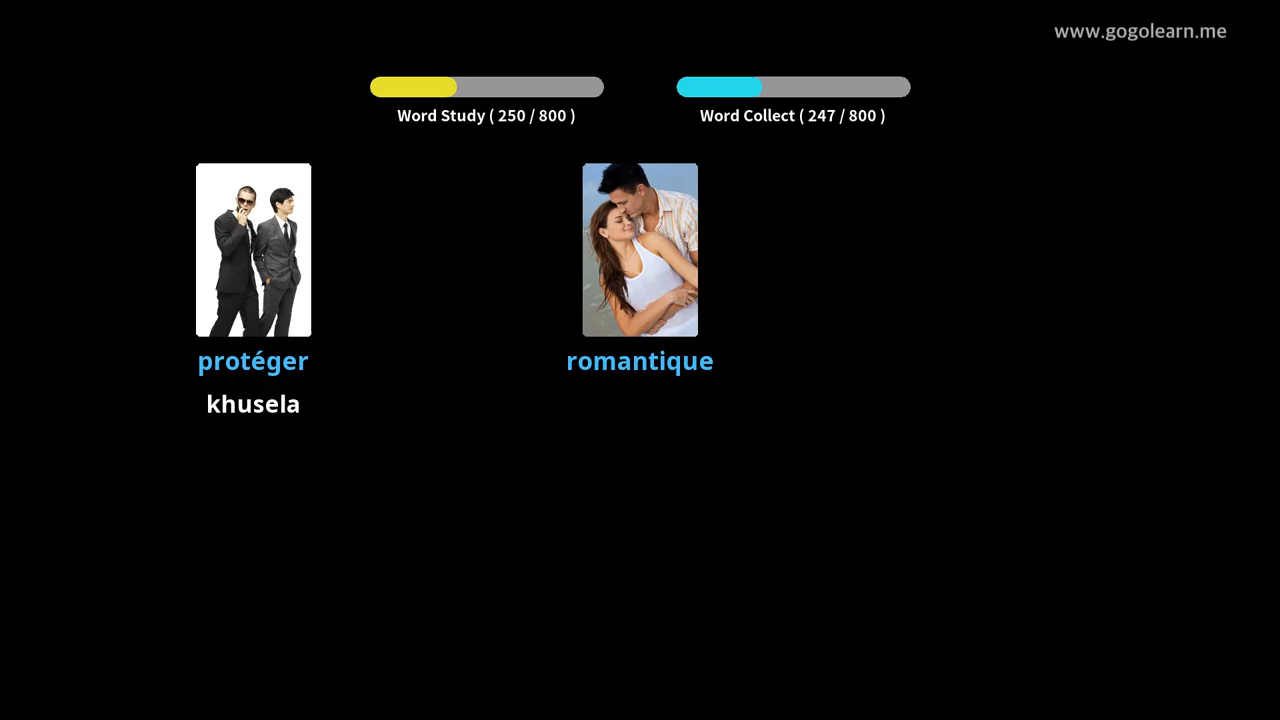 www.gogolearn.me
Word Study ( 250 / 800 )
Word Collect ( 247 / 800 )
protéger
romantique
khusela